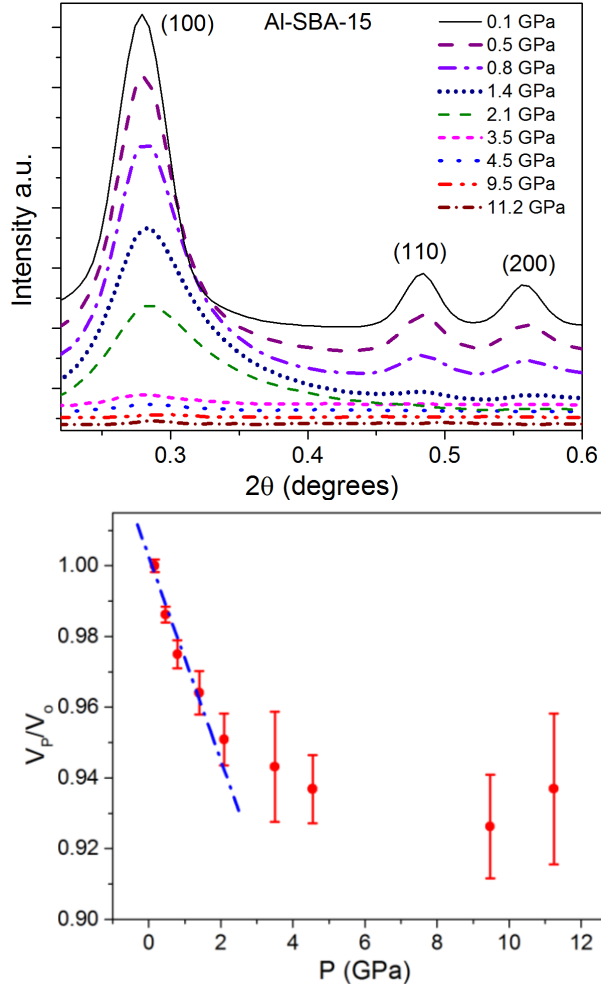 (100)
Al-SBA-15
0.1 GPa
0.5 GPa
0.8 GPa
1.4 GPa
2.1 GPa
3.5 GPa
4.5 GPa
9.5 GPa
11.2 GPa
(110)
(200)
Intensity a.u.
0.3 0.4 0.5 0.6
2θ (degrees)
1.00
0.98
0.96
0.94
0.92
0.90
V_P/V_o
0 2 4 6 8 10 12
P (GPa)